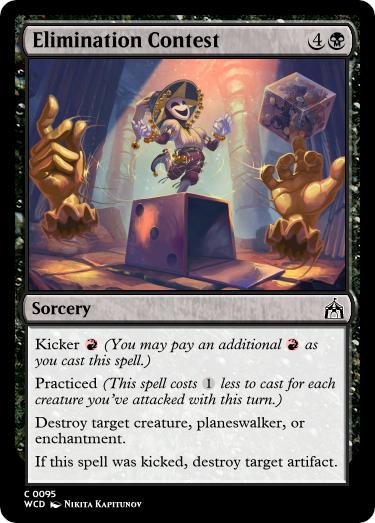 Elimination Contest 4
Sorcery
Kicker (You may pay an additional as
you cast this spell.)
Practiced (This spell costs 1 less to cast for each
creature you've attacked with this turn.)
Destroy target creature, planeswalker, or
enchantment.
If this spell was kicked, destroy target artifact.
C 0095
WCD Nikita Kapitunov